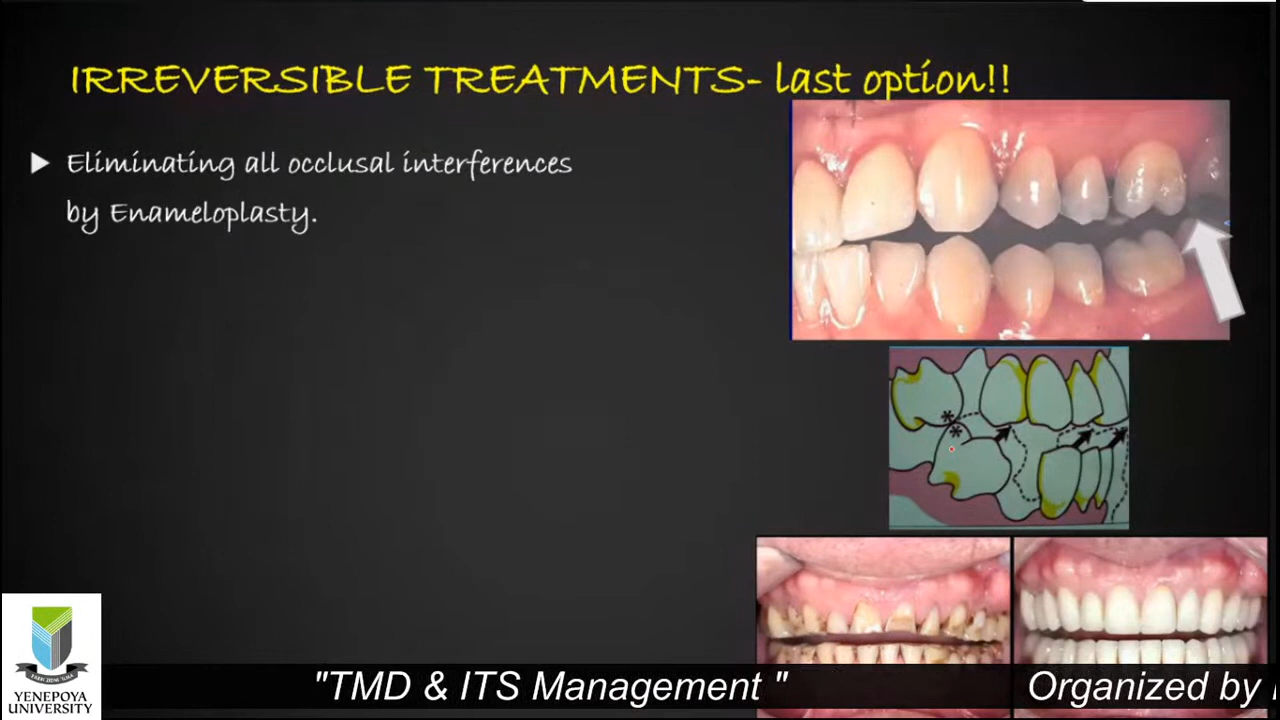 IRREVERSIBLE TREATMENTS- last option!!
Eliminating all occlusal interferences
by Enameloplasty.
YENEPOYA
UNIVERSITY
"TMD & ITS Management "
Organized by